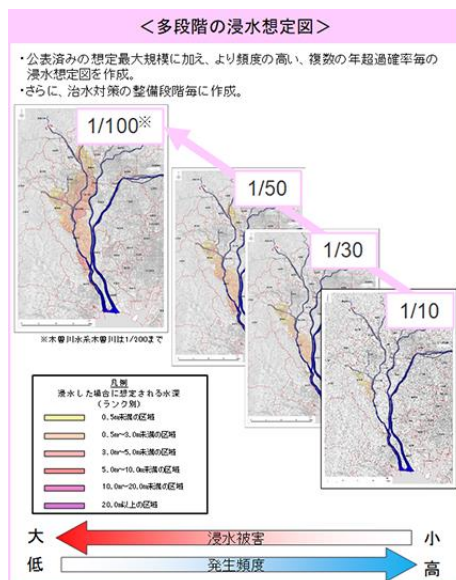 ＜多段階の浸水想定図＞
・公表済みの想定最大規模に加え、より頻度の高い、複数の年超過確率毎の
浸水想定図を作成。
・さらに、治水対策の整備段階毎に作成。
1/100※
1/50
1/30
1/10
※木曽川水系木曽川は1/200まで
凡例
浸水した場合に想定される水深
(ランク別)
0.5m未満の区域
0.5m～3.0m未満の区域
3.0m～5.0m未満の区域
5.0m～10.0m未満の区域
10.0m～20.0m未満の区域
20.0m以上の区域
大 浸水被害 小
低 発生頻度 高